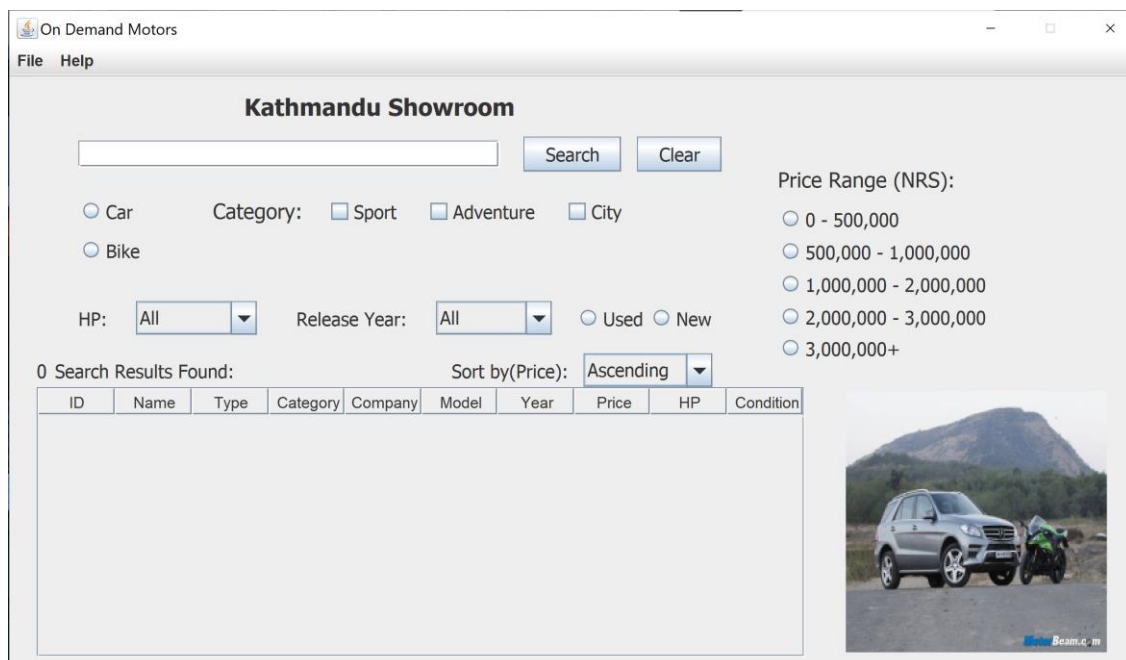 On Demand Motors
File Help
Kathmandu Showroom
Search Clear
Price Range (NRS):
Car Category: Sport Adventure City
0 - 500,000
Bike
500,000 - 1,000,000
1,000,000 - 2,000,000
HP: All Release Year: All Used New
2,000,000 - 3,000,000
3,000,000+
0 Search Results Found: Sort by(Price): Ascending
ID Name Type Category Company Model Year Price HP Condition
MotorBeam.com